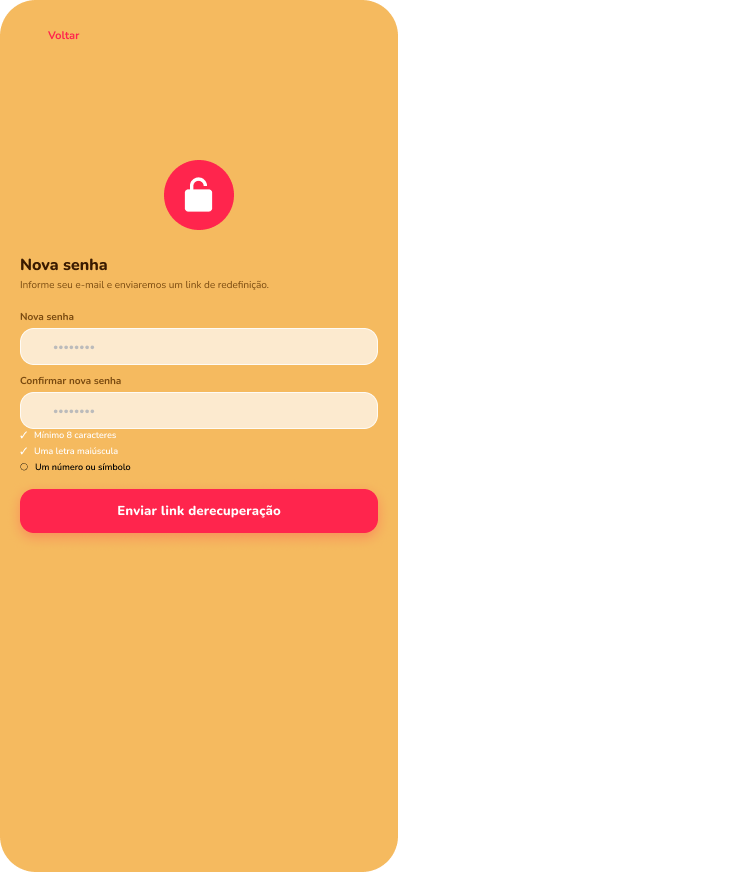 Voltar
Nova senha
Informe seu e-mail e enviaremos um link de redefinição.
Nova senha
••••••••
Confirmar nova senha
••••••••
✓ Mínimo 8 caracteres
✓ Uma letra maiúscula
○ Um número ou símbolo
Enviar link derecuperação